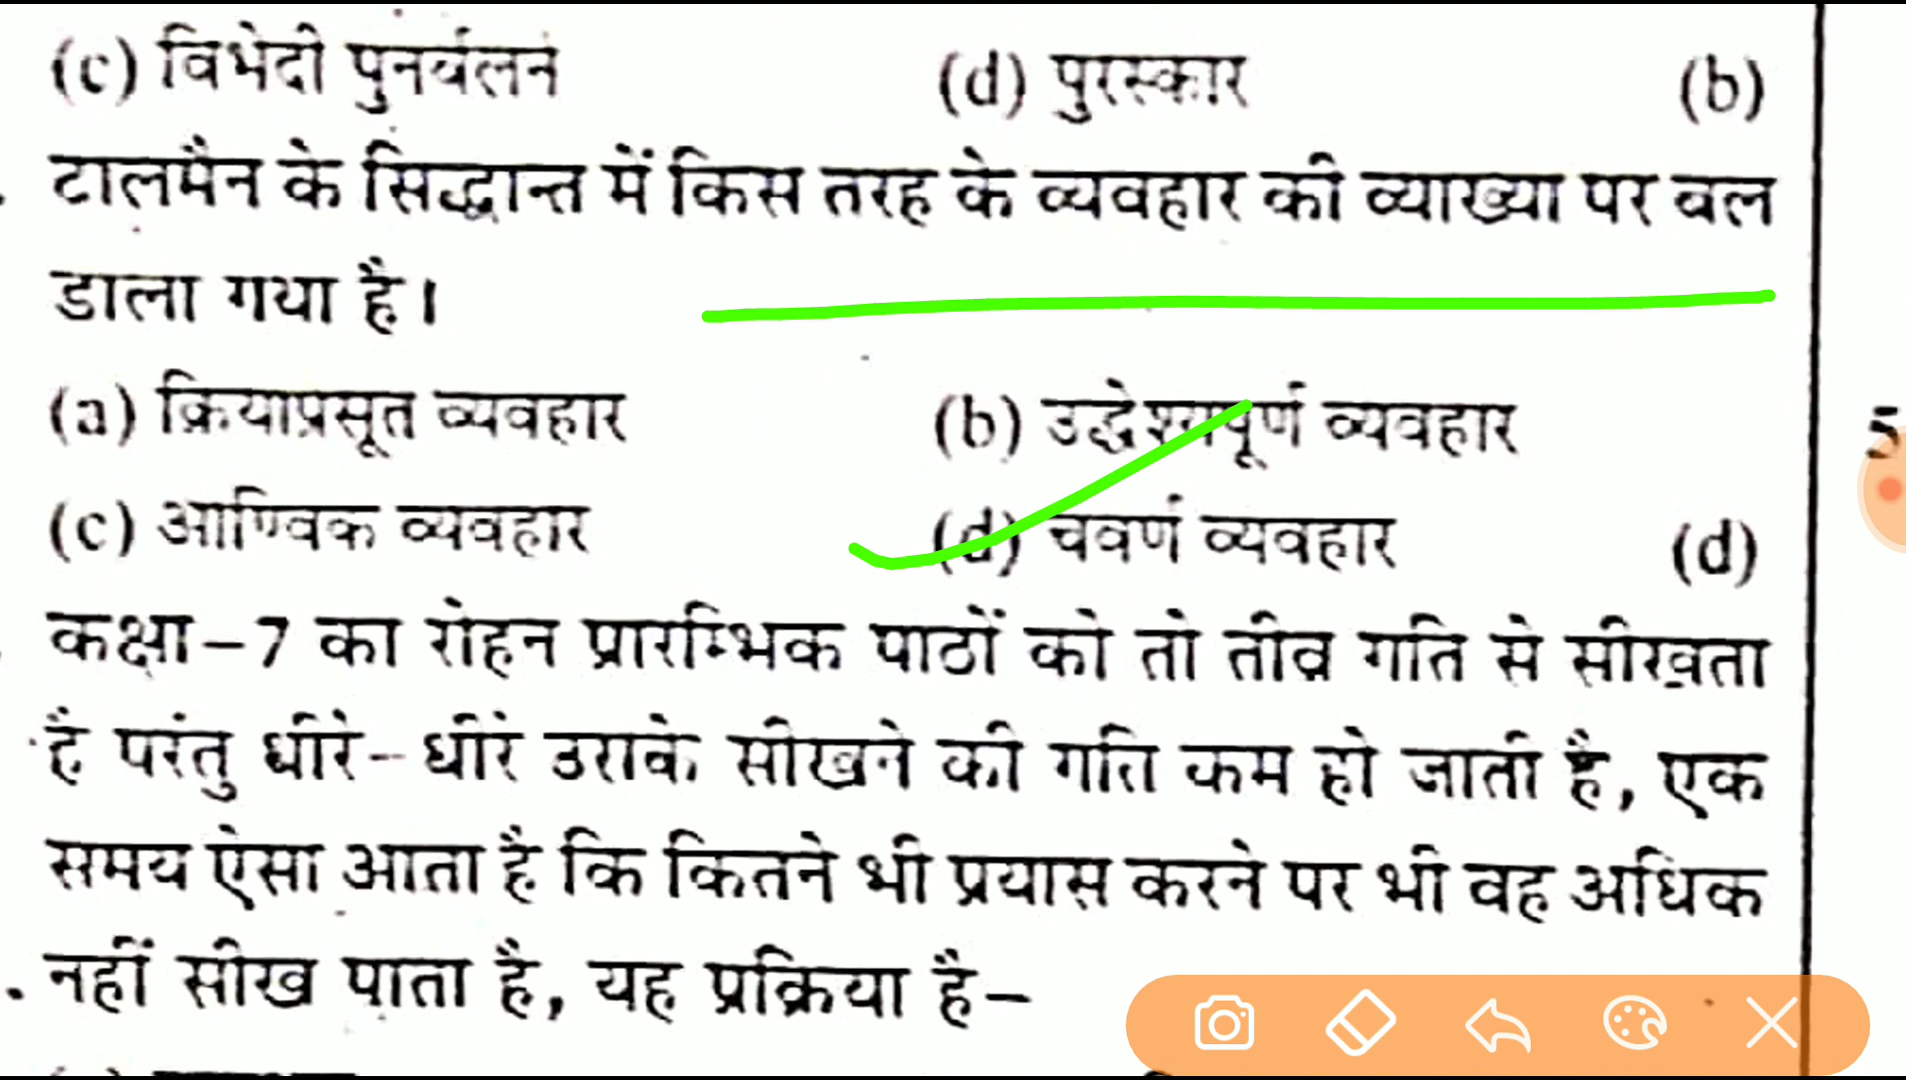 (c) विभेदी पुनर्वलन (d) पुरस्कार (b)
टालमैन के सिद्धान्त में किस तरह के व्यवहार की व्याख्या पर वल
डाला गया है।
(a) क्रियाप्रसूत व्यवहार (b) उद्धेश्यपूर्ण व्यवहार
(c) आण्विक व्यवहार (d) चवर्ण व्यवहार (d)
कक्षा-7 का रोहन प्रारम्भिक पाठों को तो तीव्र गति से सीखता
है परंतु धीरे-धीरे उसके सीखने की गति कम हो जाती है, एक
समय ऐसा आता है कि कितने भी प्रयास करने पर भी वह अधिक
नहीं सीख पाता है, यह प्रक्रिया है-